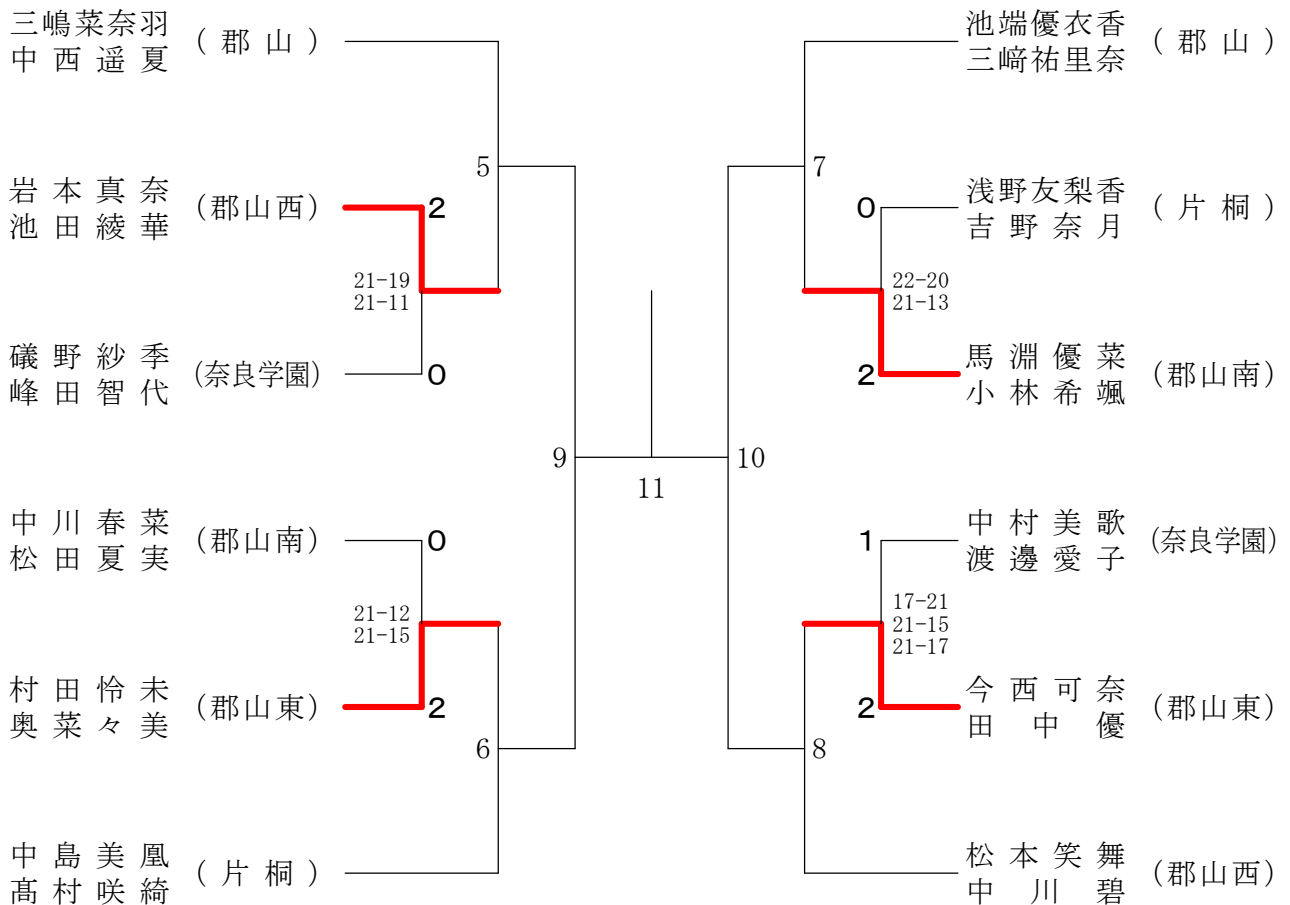 三嶋菜奈羽
中西遥夏
(郡山)
岩本真奈
池田綾華
(郡山西)
2
21-19
21-11
礒野紗季
峰田智代
(奈良学園)
0
5
中川春菜
松田夏実
(郡山南)
0
21-12
21-15
村田怜未
奥菜々美
(郡山東)
2
6
中島美凰
髙村咲綺
(片桐)
9
11
10
池端優衣香
三﨑祐里奈
(郡山)
7
0
浅野友梨香
吉野奈月
(片桐)
22-20
21-13
2
馬淵優菜
小林希颯
(郡山南)
1
中村美歌
渡邊愛子
(奈良学園)
17-21
21-15
21-17
2
今西可奈
田中優
(郡山東)
8
松本笑舞
中川碧
(郡山西)